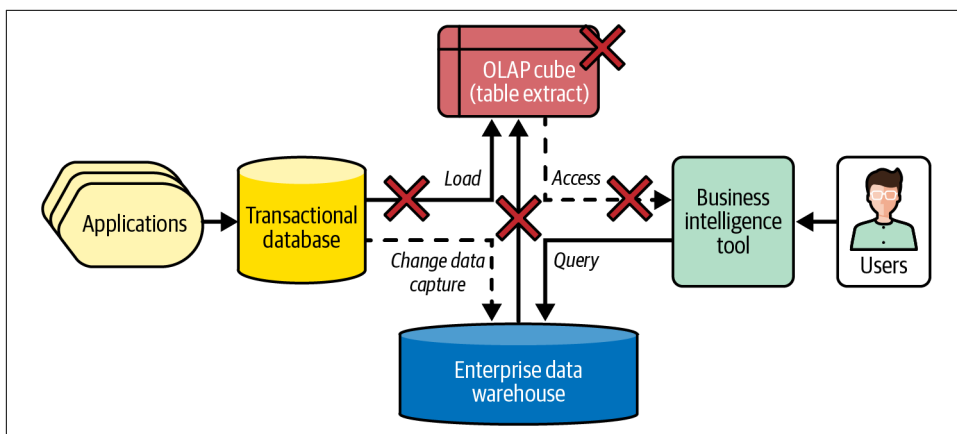 OLAP cube
(table extract)
Load
Access
Applications
Transactional
database
Business
intelligence
tool
Users
Change data
capture
Query
Enterprise data
warehouse